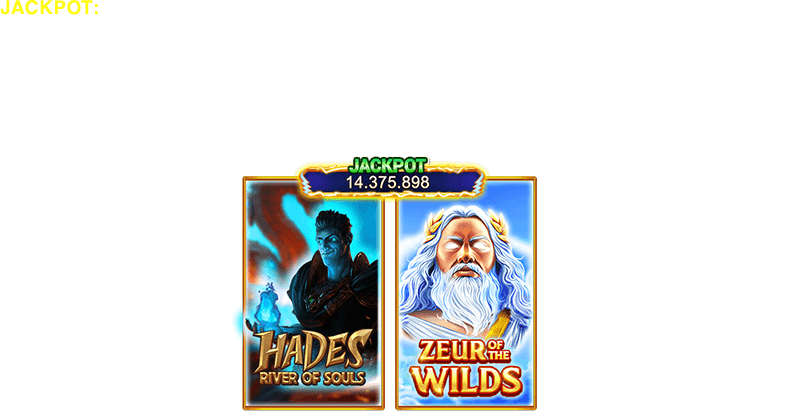 JACKPOT:
JACKPOT
14.375.898
HADES
RIVER OF SOULS
ZEUR OF THE
WILDS